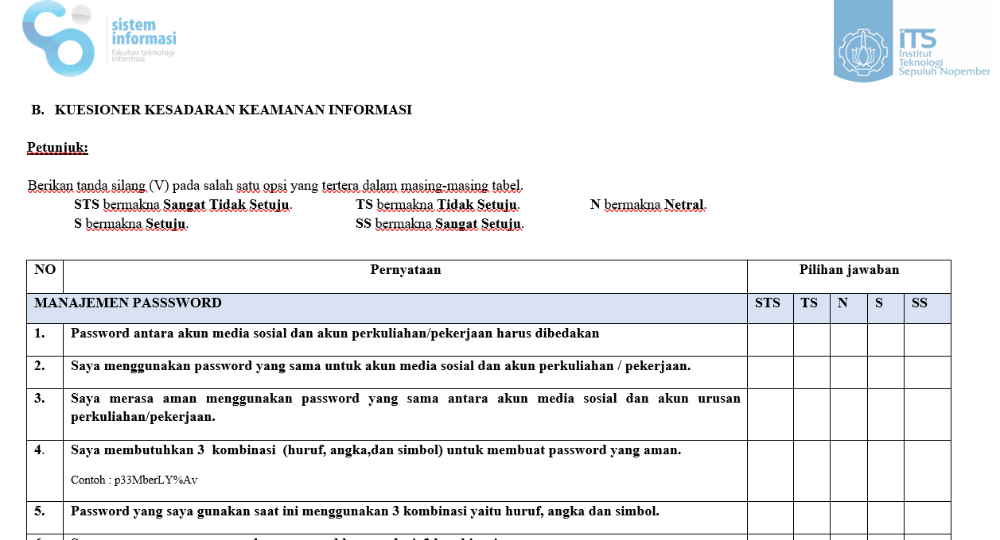 sistem
informasi
fakultas teknologi
informasi
ITS
Institut
Teknologi
Sepuluh Nopember
B. KUESIONER KESADARAN KEAMANAN INFORMASI
Petunjuk:
Berikan tanda silang (V) pada salah satu opsi yang tertera dalam masing-masing tabel.
STS bermakna Sangat Tidak Setuju. TS bermakna Tidak Setuju. N bermakna Netral.
S bermakna Setuju. SS bermakna Sangat Setuju.
NO Pernyataan Pilihan jawaban
MANAJEMEN PASSSWORD STS TS N S SS
1. Password antara akun media sosial dan akun perkuliahan/pekerjaan harus dibedakan
2. Saya menggunakan password yang sama untuk akun media sosial dan akun perkuliahan / pekerjaan.
3. Saya merasa aman menggunakan password yang sama antara akun media sosial dan akun urusan
perkuliahan/pekerjaan.
4. Saya membutuhkan 3 kombinasi (huruf, angka,dan simbol) untuk membuat password yang aman.
Contoh : p33MberLY%Av
5. Password yang saya gunakan saat ini menggunakan 3 kombinasi yaitu huruf, angka dan simbol.